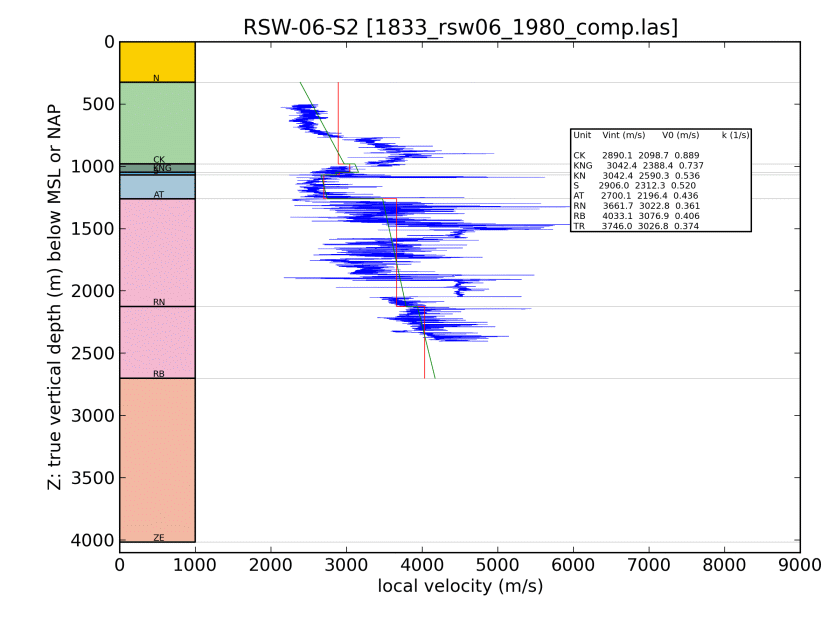 RSW-06-S2 [1833_rsw06_1980_comp.las]
0
500
1000
1500
2000
2500
3000
3500
4000
Z: true vertical depth (m) below MSL or NAP
N
CK
KNG
AT
RN
RB
ZE
Unit Vint (m/s) V0 (m/s) k (1/s)
CK 2890.1 2098.7 0.889
KNG 3042.4 2388.4 0.737
KN 3042.4 2590.3 0.536
S 2906.0 2312.3 0.520
AT 2700.1 2196.4 0.436
RN 3661.7 3022.8 0.361
RB 4033.1 3076.9 0.406
TR 3746.0 3026.8 0.374
0 1000 2000 3000 4000 5000 6000 7000 8000 9000
local velocity (m/s)